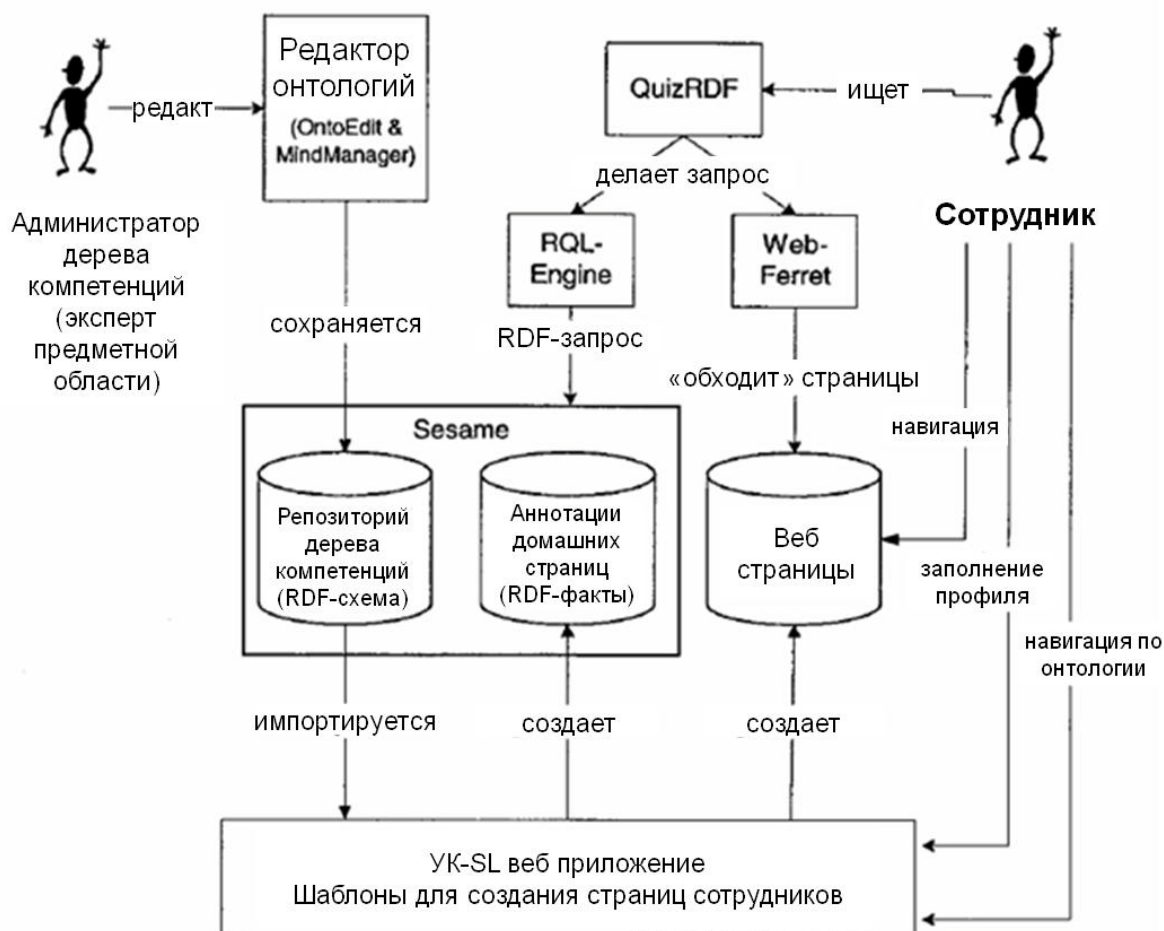 Редактор
онтологий
(OntoEdit &
MindManager)
редакт
QuizRDF
ищет
делает запрос
Администратор
дерева
компетенций
(эксперт
предметной
области)
RQL-
Engine
Web-
Ferret
Сотрудник
сохраняется
RDF-запрос
«обходит» страницы
навигация
Sesame
Репозиторий
дерева
компетенций
(RDF-схема)
Аннотации
домашних
страниц
(RDF-факты)
Веб
страницы
заполнение
профиля
навигация по
онтологии
импортируется
создает
создает
УК-SL веб приложение
Шаблоны для создания страниц сотрудников